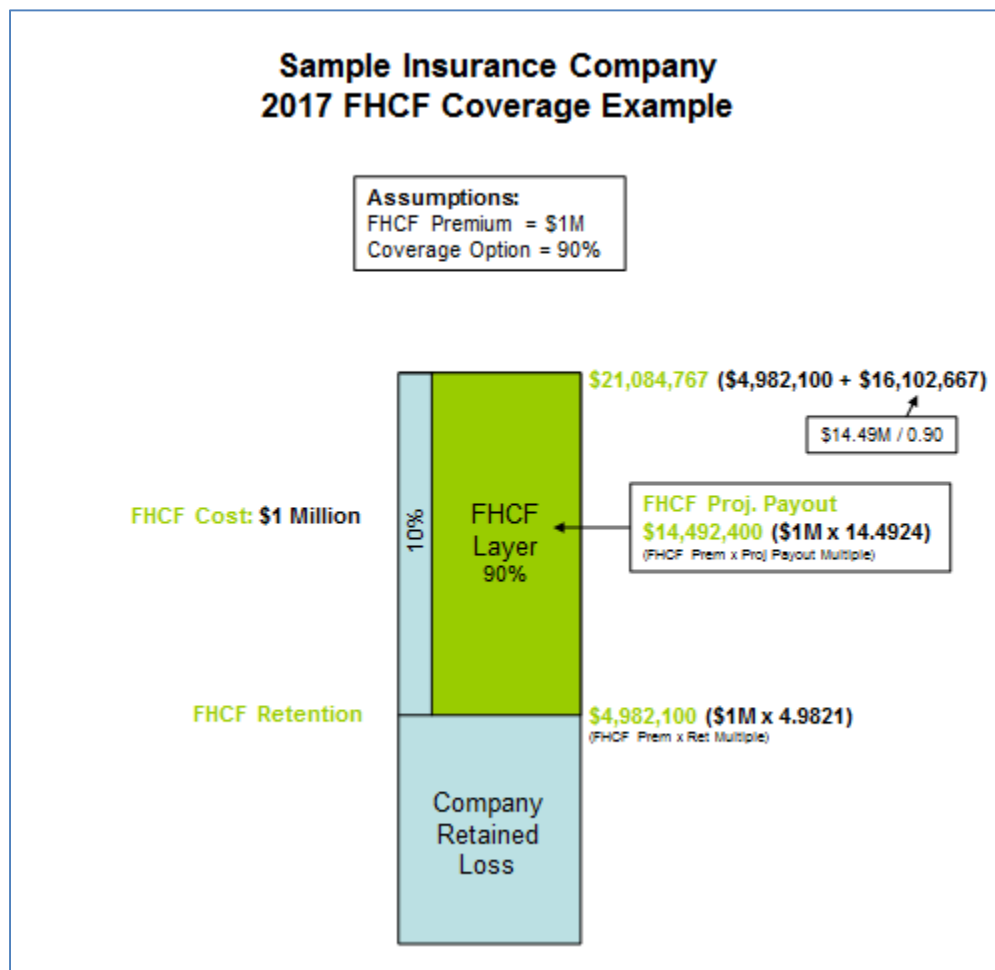 Sample Insurance Company
2017 FHCF Coverage Example
Assumptions:
FHCF Premium = $1M
Coverage Option = 90%
$21,084,767 ($4,982,100 + $16,102,667)
$14.49M / 0.90
FHCF Cost: $1 Million
10%
FHCF
Layer
90%
FHCF Proj. Payout
$14,492,400 ($1M x 14.4924)
(FHCF Prem x Proj Payout Multiple)
FHCF Retention
$4,982,100 ($1M x 4.9821)
(FHCF Prem x Ret Multiple)
Company
Retained
Loss